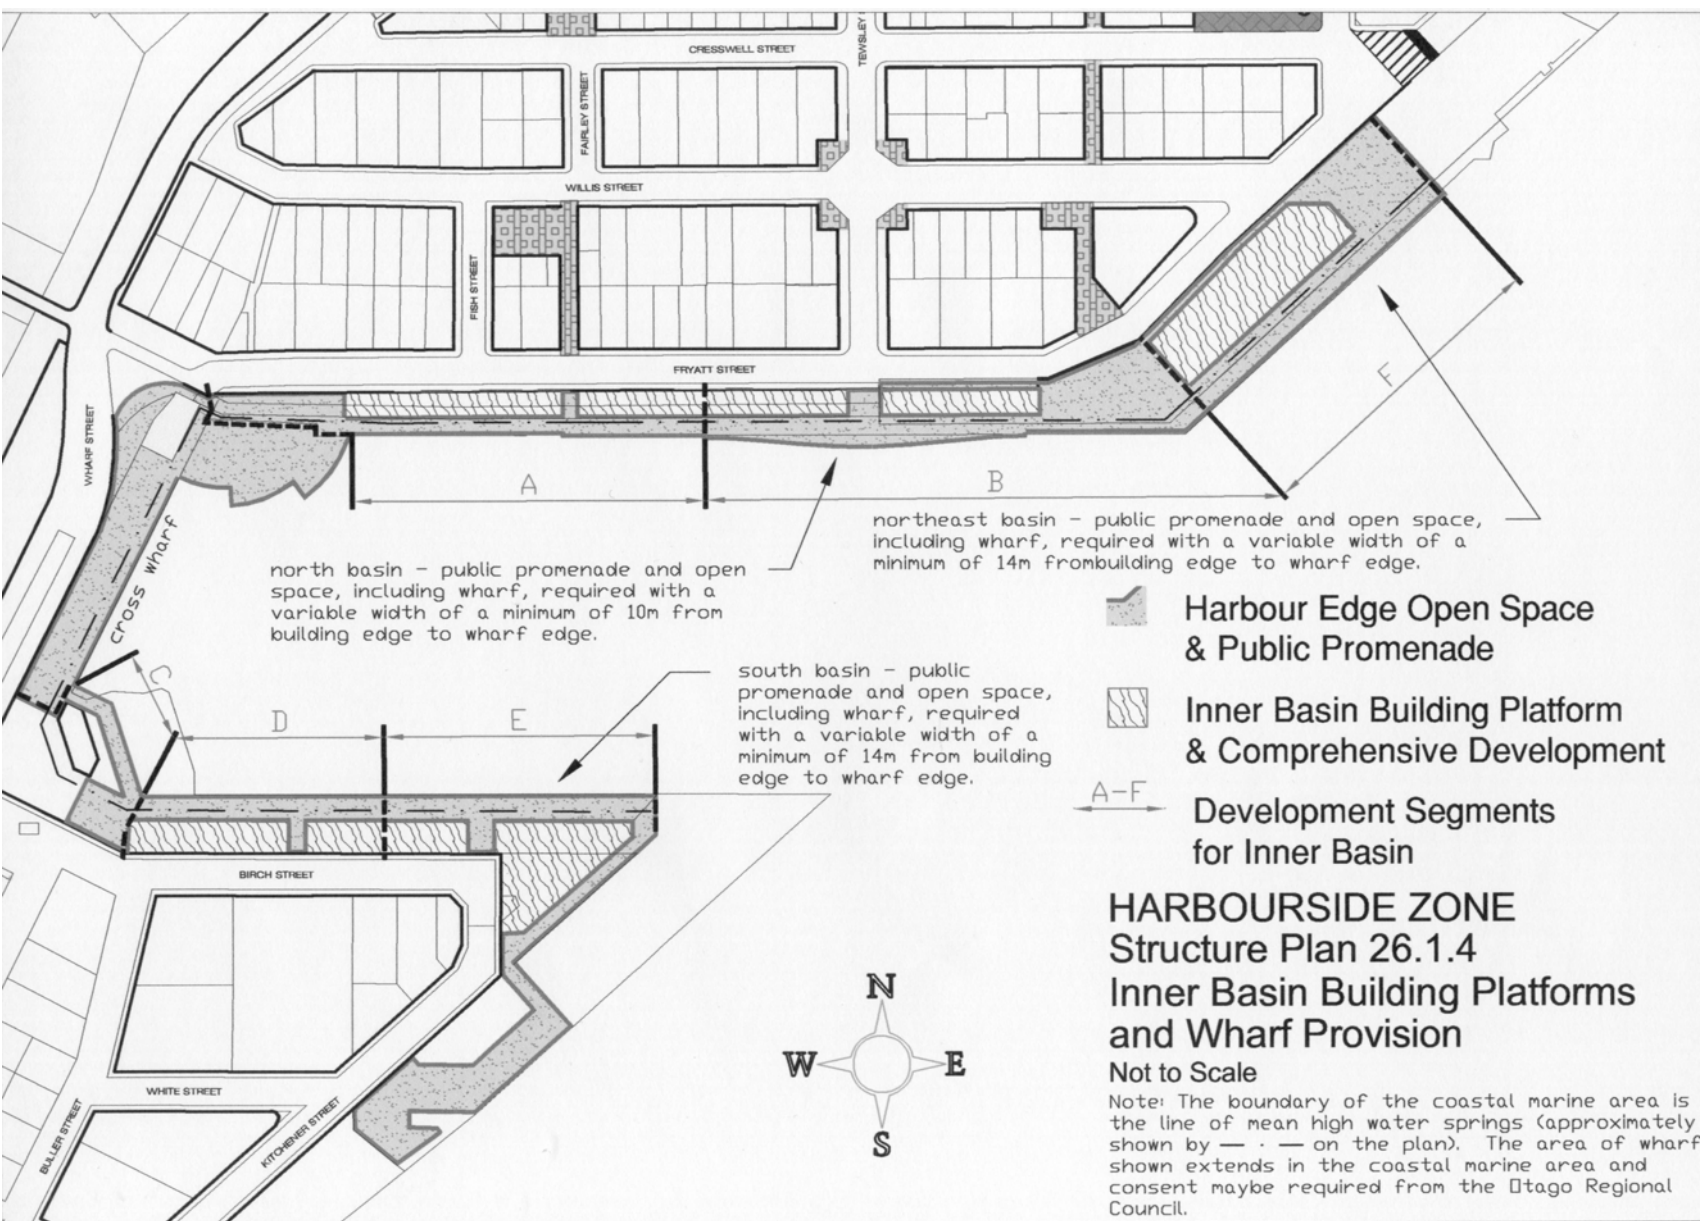 CRESSWELL STREET
TEWSLEY
FAIRLEY STREET
WILLIS STREET
FISH STREET
FRYATT STREET
WHARF STREET
F
A
B
northeast basin - public promenade and open space,
including wharf, required with a variable width of a
minimum of 14m frombuilding edge to wharf edge.
cross wharf
north basin - public promenade and open
space, including wharf, required with a
variable width of a minimum of 10m from
building edge to wharf edge.
Harbour Edge Open Space
& Public Promenade
C
south basin - public
promenade and open space,
including wharf, required
with a variable width of a
minimum of 14m from building
edge to wharf edge.
D
E
Inner Basin Building Platform
& Comprehensive Development
A-F
Development Segments
for Inner Basin
BIRCH STREET
HARBOURSIDE ZONE
Structure Plan 26.1.4
Inner Basin Building Platforms
and Wharf Provision
Not to Scale
N
W
E
S
WHITE STREET
BULLER STREET
KITCHENER STREET
Note: The boundary of the coastal marine area is
the line of mean high water springs (approximately
shown by — · — on the plan). The area of wharf
shown extends in the coastal marine area and
consent maybe required from the Otago Regional
Council.